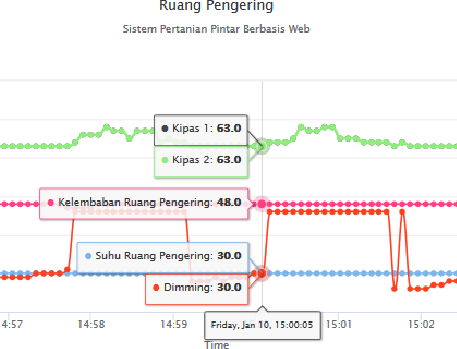 Ruang Pengering
Sistem Pertanian Pintar Berbasis Web
Kipas 1: 63.0
Kipas 2: 63.0
Kelembaban Ruang Pengering: 48.0
Suhu Ruang Pengering: 30.0
Dimming: 30.0
4:57 14:58 14:59 15:01 15:02
Friday, Jan 10, 15:00:05
Time